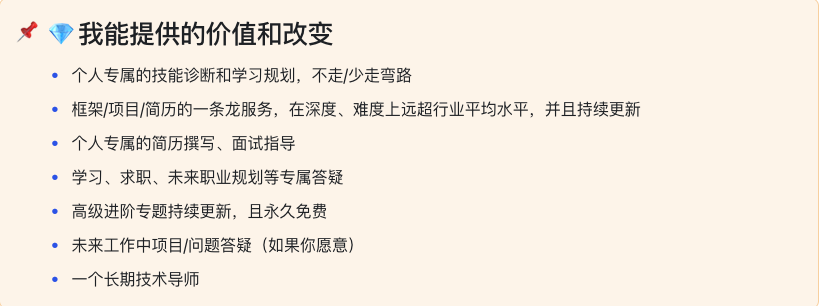 我能提供的价值和改变
个人专属的技能诊断和学习规划，不走/少走弯路
框架/项目/简历的一条龙服务，在深度、难度上远超行业平均水平，并且持续更新
个人专属的简历撰写、面试指导
学习、求职、未来职业规划等专属答疑
高级进阶专题持续更新，且永久免费
未来工作中项目/问题答疑（如果你愿意）
一个长期技术导师